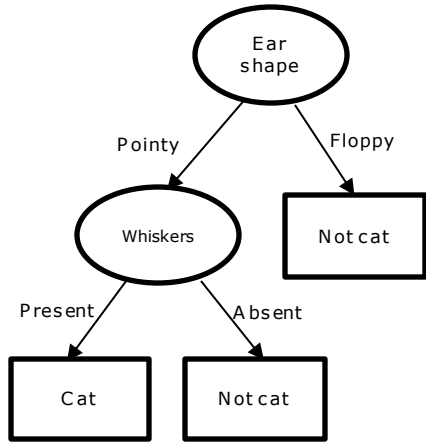 Ear
shape
Pointy
Floppy
Whiskers
Not cat
Present
Absent
Cat
Not cat